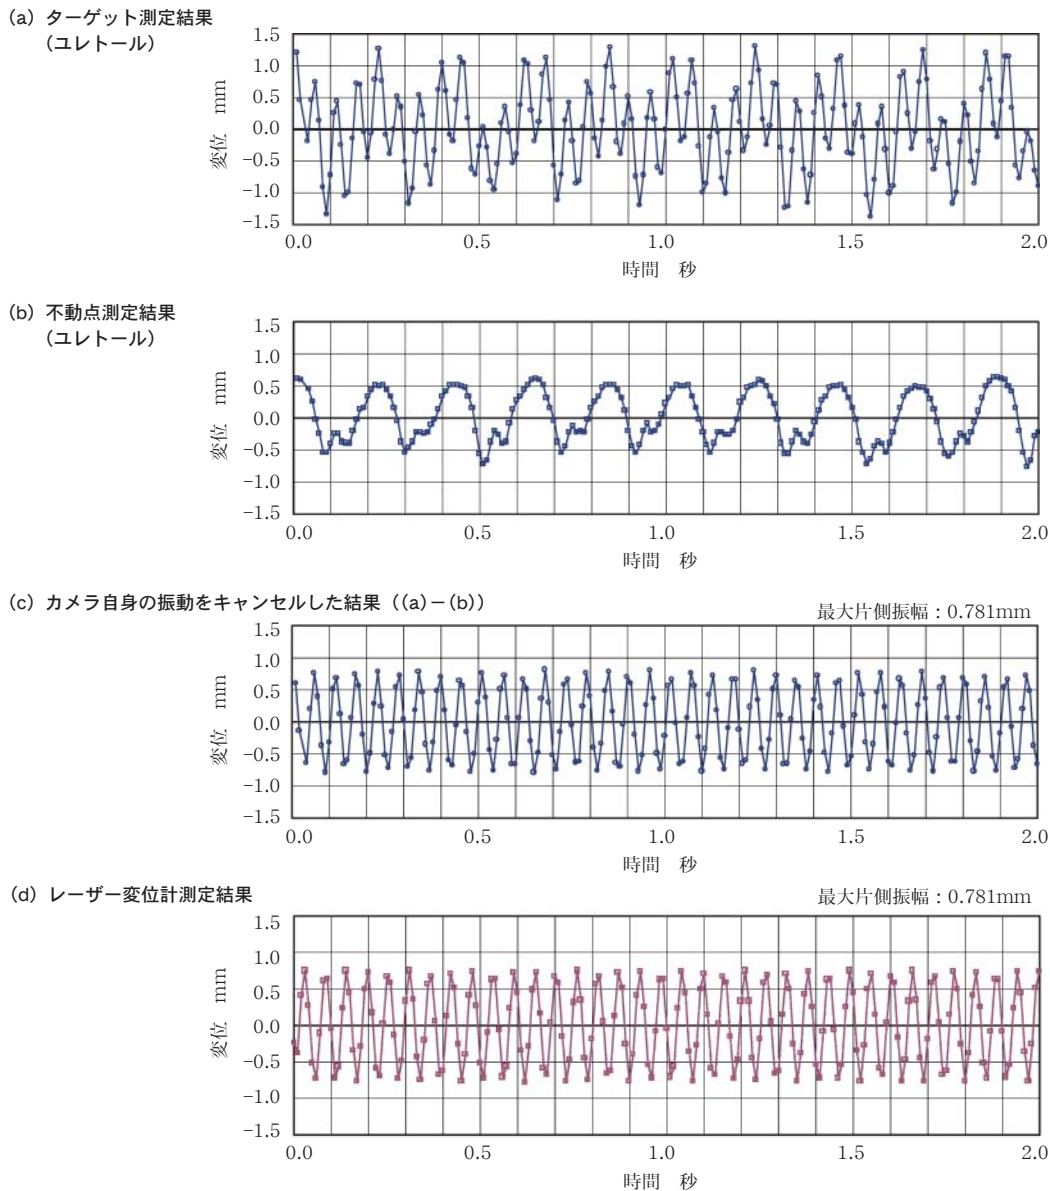 (a) ターゲット測定結果
(ユレトール)
変位 mm
1.5
1.0
0.5
0.0
−0.5
−1.0
−1.5
0.0 0.5 1.0 1.5 2.0
時間 秒
(b) 不動点測定結果
(ユレトール)
変位 mm
1.5
1.0
0.5
0.0
−0.5
−1.0
−1.5
0.0 0.5 1.0 1.5 2.0
時間 秒
(c) カメラ自身の振動をキャンセルした結果 ((a)−(b))
最大片側振幅:0.781mm
変位 mm
1.5
1.0
0.5
0.0
−0.5
−1.0
−1.5
0.0 0.5 1.0 1.5 2.0
時間 秒
(d) レーザー変位計測定結果
最大片側振幅:0.781mm
変位 mm
1.5
1.0
0.5
0.0
−0.5
−1.0
−1.5
0.0 0.5 1.0 1.5 2.0
時間 秒